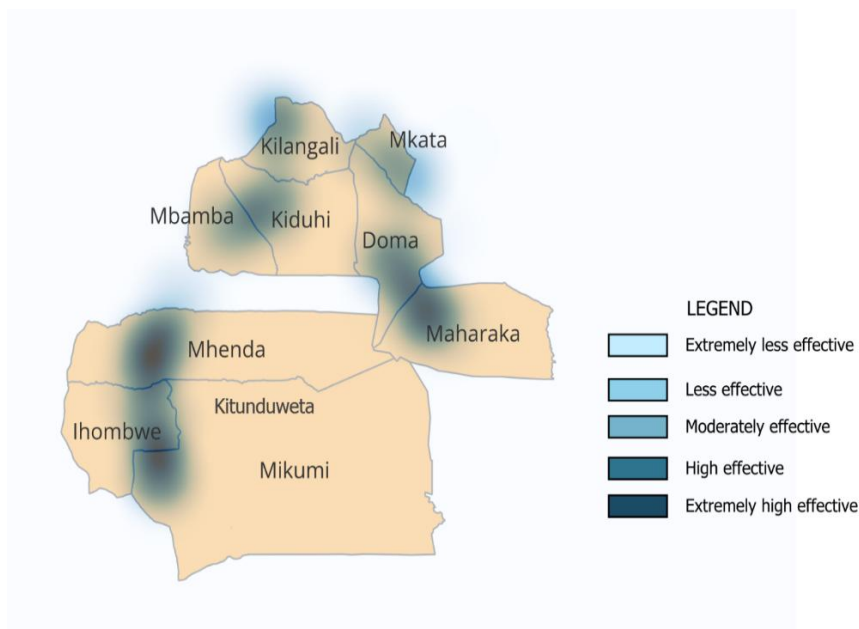 Kilangali
Mkata
Mbamba
Kiduhi
Doma
Maharaka
Mhenda
Kitunduweta
Ihombwe
Mikumi
LEGEND
Extremely less effective
Less effective
Moderately effective
High effective
Extremely high effective